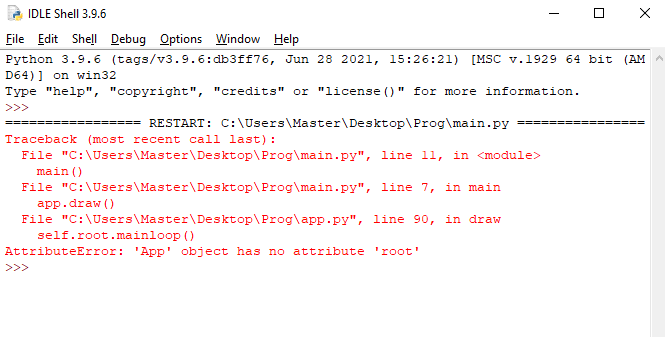 IDLE Shell 3.9.6
File Edit Shell Debug Options Window Help
Python 3.9.6 (tags/v3.9.6:db3ff76, Jun 28 2021, 15:26:21) [MSC v.1929 64 bit (AM
D64)] on win32
Type "help", "copyright", "credits" or "license()" for more information.
>>>
================= RESTART: C:\Users\Master\Desktop\Prog\main.py ================
Traceback (most recent call last):
  File "C:\Users\Master\Desktop\Prog\main.py", line 11, in <module>
    main()
  File "C:\Users\Master\Desktop\Prog\main.py", line 7, in main
    app.draw()
  File "C:\Users\Master\Desktop\Prog\app.py", line 90, in draw
    self.root.mainloop()
AttributeError: 'App' object has no attribute 'root'
>>>